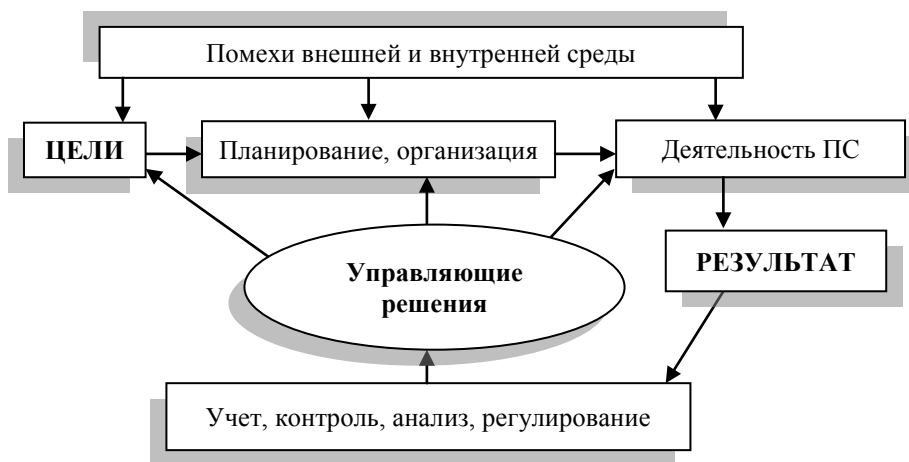 Помехи внешней и внутренней среды
ЦЕЛИ
Планирование, организация
Деятельность ПС
Управляющие
решения
РЕЗУЛЬТАТ
Учет, контроль, анализ, регулирование